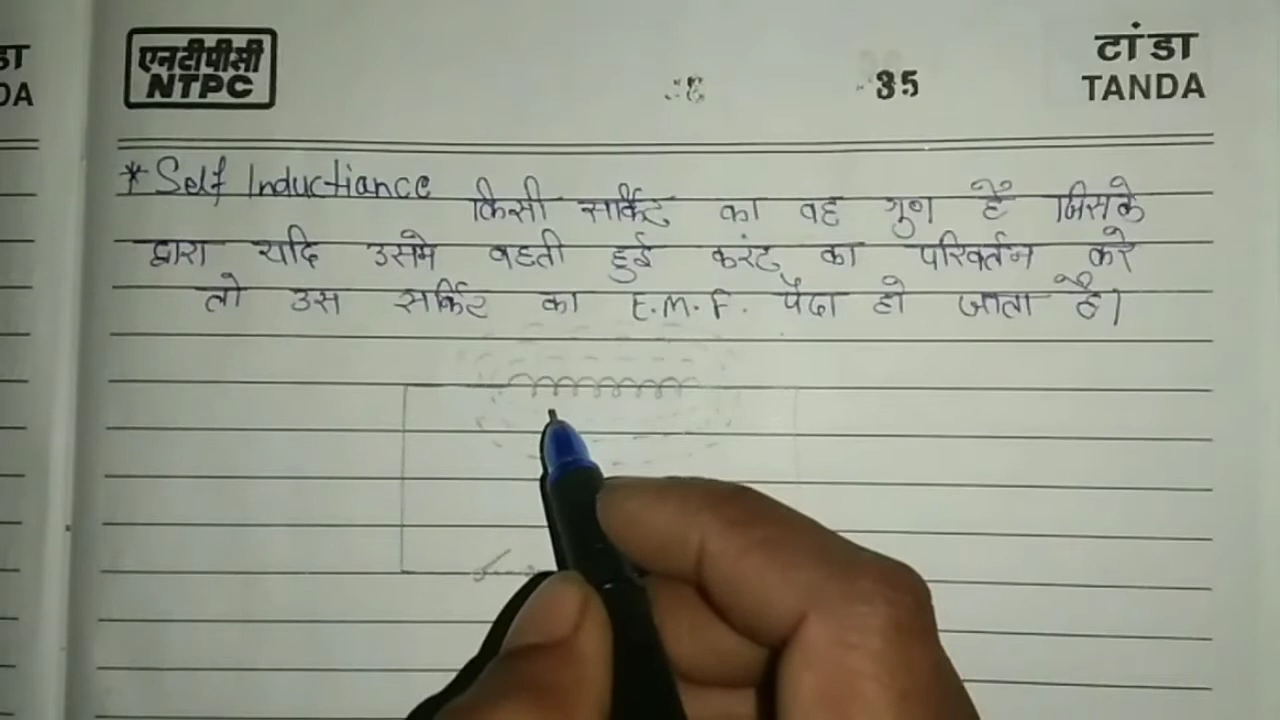 टा
DA
एनटीपीसी
NTPC
35
टांडा
TANDA
* Self Inductiance किसी सर्किट का वह गुण है जिसके
द्वारा यदि उसमे बहती हुई करंट का परिवर्तन करे
तो उस सर्किट का E.M.F. पैदा हो जाता है।